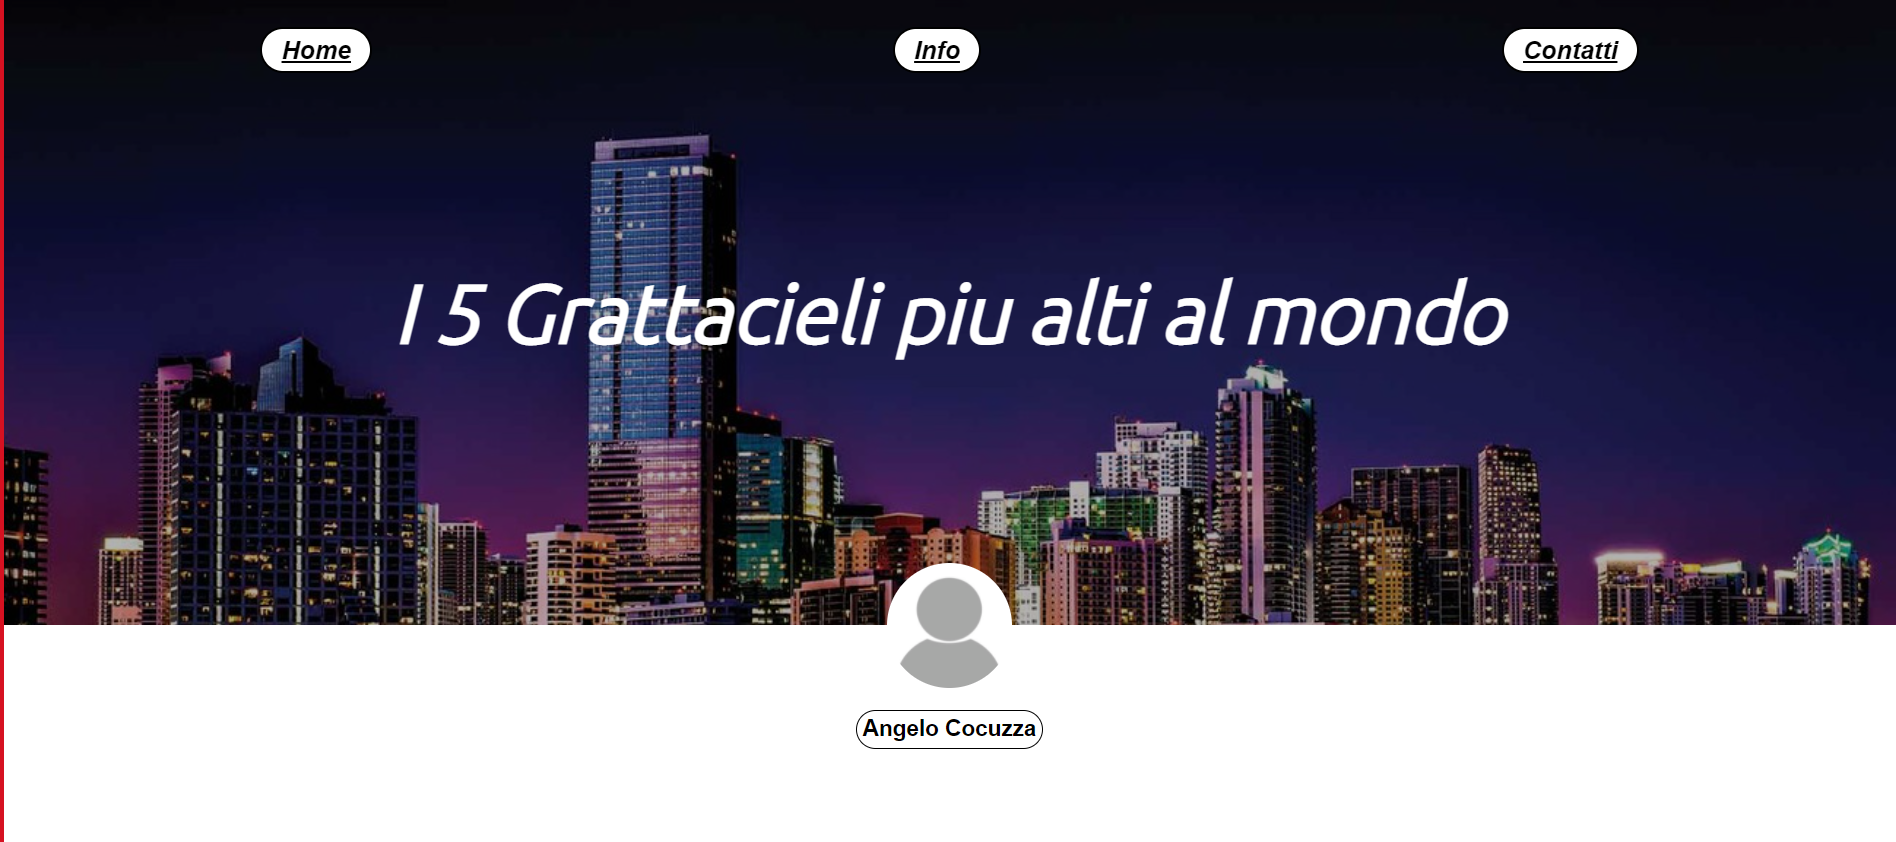 Home
Info
Contatti
I 5 Grattacieli piu alti al mondo
Angelo Cocuzza